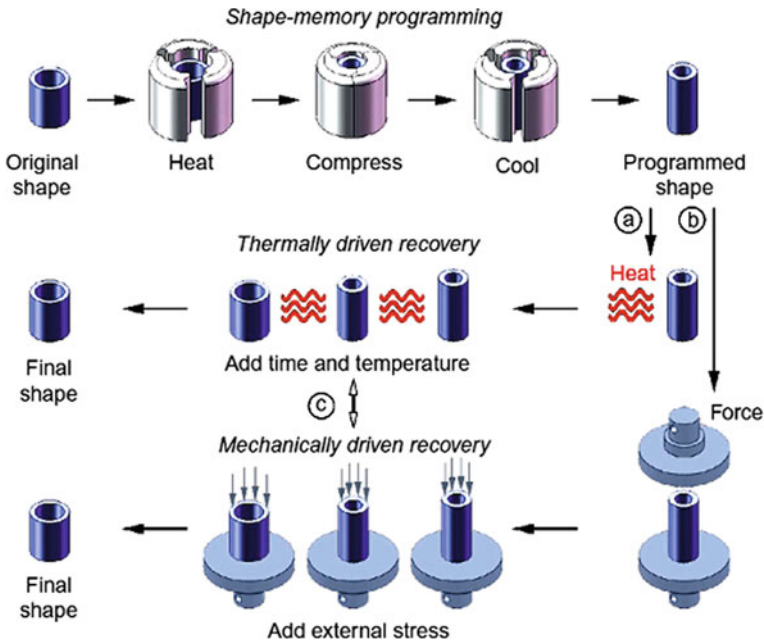 Shape-memory programming
Original
shape
Heat
Compress
Cool
Programmed
shape
a
b
Thermally driven recovery
Heat
Final
shape
Add time and temperature
c
Force
Mechanically driven recovery
Final
shape
Add external stress